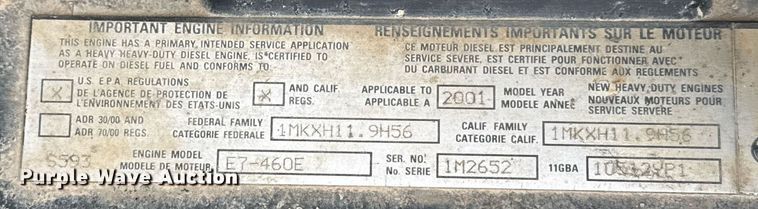 IMPORTANT ENGINE INFORMATION
THIS ENGINE HAS A PRIMARY, INTENDED SERVICE APPLICATION
AS A HEAVY HEAVY-DUTY DIESEL ENGINE, IS CERTIFIED TO
OPERATE ON DIESEL FUEL AND CONFORMS TO
RENSEIGNEMENTS IMPORTANTS SUR LE MOTEUR
CE MOTEUR DIESEL EST PRINCIPALEMENT DESTINE AU
SERVICE SEVERE, EST CERTIFIE POUR FONCTIONNER AVEC
DU CARBURANT DIESEL ET EST CONFORME AUX REGLEMENTS
X
U.S. E.P.A. REGULATIONS
DE L'AGENCE DE PROTECTION DE
L'ENVIRONNEMENT DES ETATS-UNIS
X
AND CALIF.
REGS.
APPLICABLE TO
APPLICABLE A
2001
MODEL YEAR
MODELE ANNEE
NEW HEAVY DUTY ENGINES
NOUVEAUX MOTEURS POUR
SERVICE SERVERE
ADR 30/00 AND
ADR 70/00 REGS.
FEDERAL FAMILY
CATEGORIE FEDERALE
1MKXH11.9H56
CALIF. FAMILY
CATEGORIE CALIF.
1MKXH11.9H56
S593
ENGINE MODEL
MODELE DE MOTEUR
E7-460E
SER. NO.
No. SERIE
1M2652
11GBA
Purple Wave Auction